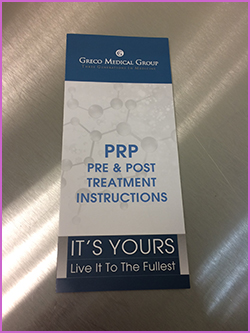 GRECO MEDICAL GROUP
PRP
PRE & POST
TREATMENT
INSTRUCTIONS
IT'S YOURS
Live It To The Fullest